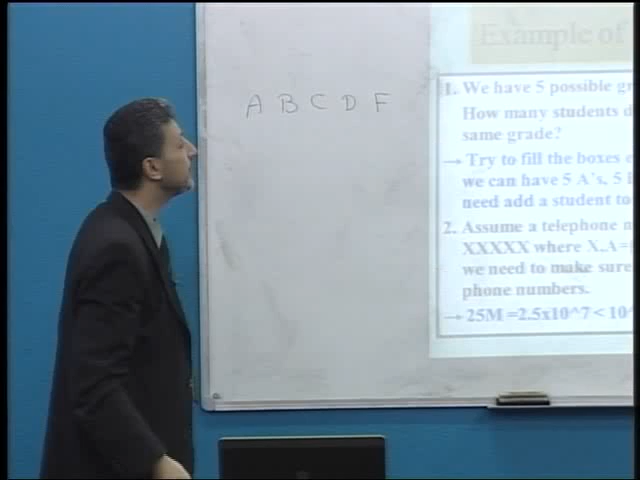 Example of
A B C D F
1. We have 5 possible
How many students
same grade?
→ Try to fill the boxes
we can have 5 A's, 5
need add a student to
2. Assume a telephone
XXXXX where X,
we need to make sure
phone numbers.
→ 25M =2.5x10^7 <